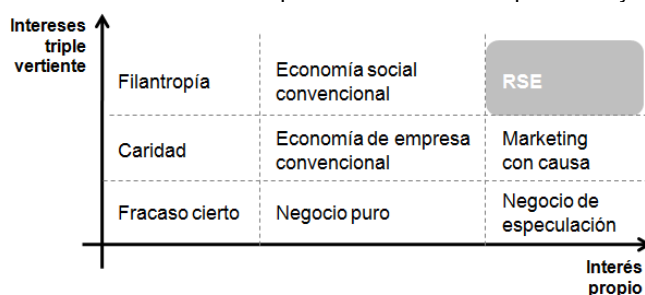 Intereses
triple
vertiente
Filantropía
Economía social
convencional
RSE
Caridad
Economía de empresa
convencional
Marketing
con causa
Fracaso cierto
Negocio puro
Negocio de
especulación
Interés
propio